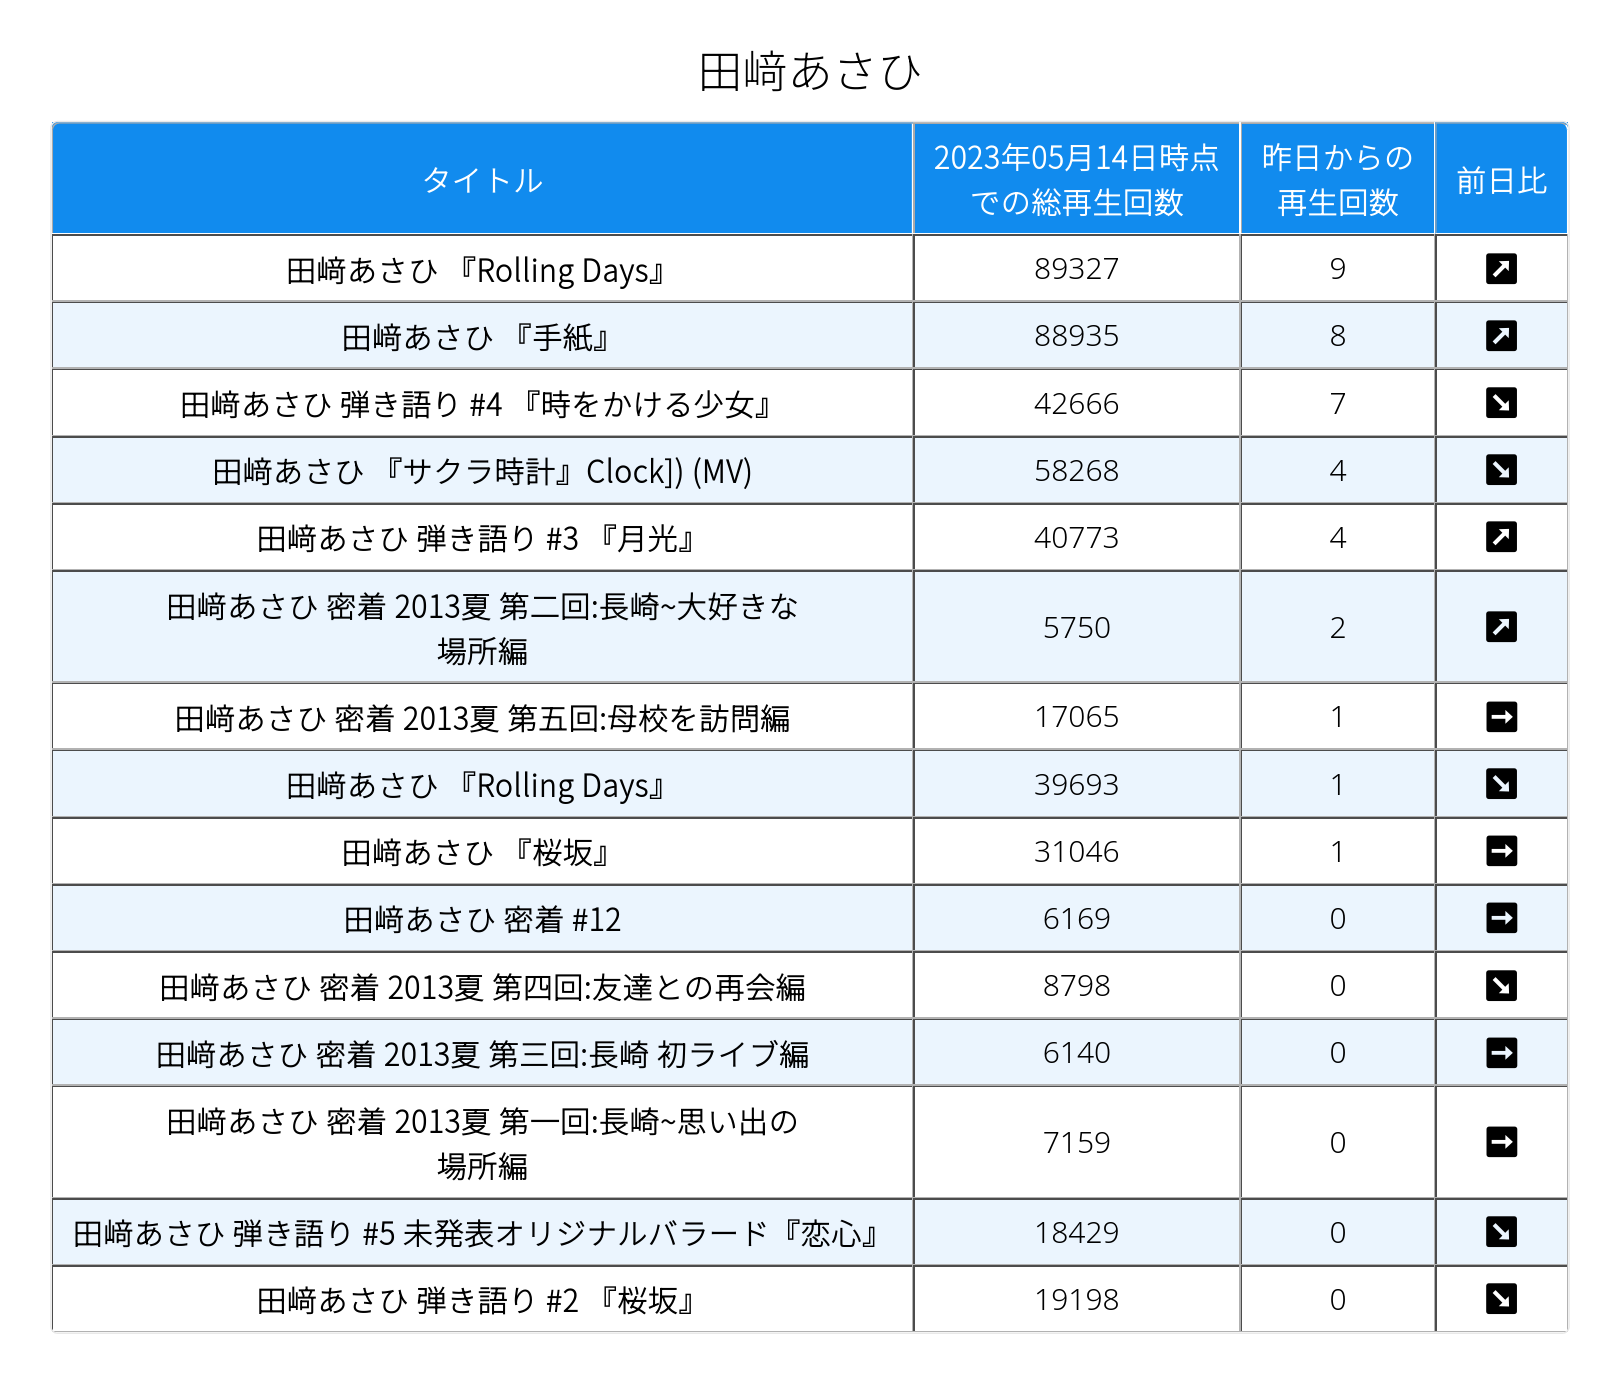 田﨑あさひ
タイトル
2023年05月14日時点
での総再生回数
昨日からの
再生回数
前日比
田﨑あさひ 『Rolling Days』 89327 9 ↗
田﨑あさひ 『手紙』 88935 8 ↗
田﨑あさひ 弾き語り #4 『時をかける少女』 42666 7 ↘
田﨑あさひ 『サクラ時計』Clock]) (MV) 58268 4 ↘
田﨑あさひ 弾き語り #3 『月光』 40773 4 ↗
田﨑あさひ 密着 2013夏 第二回:長崎~大好きな
場所編 5750 2 ↗
田﨑あさひ 密着 2013夏 第五回:母校を訪問編 17065 1 →
田﨑あさひ 『Rolling Days』 39693 1 ↘
田﨑あさひ 『桜坂』 31046 1 →
田﨑あさひ 密着 #12 6169 0 →
田﨑あさひ 密着 2013夏 第四回:友達との再会編 8798 0 ↘
田﨑あさひ 密着 2013夏 第三回:長崎 初ライブ編 6140 0 →
田﨑あさひ 密着 2013夏 第一回:長崎~思い出の
場所編 7159 0 →
田﨑あさひ 弾き語り #5 未発表オリジナルバラード『恋心』 18429 0 ↘
田﨑あさひ 弾き語り #2 『桜坂』 19198 0 ↘